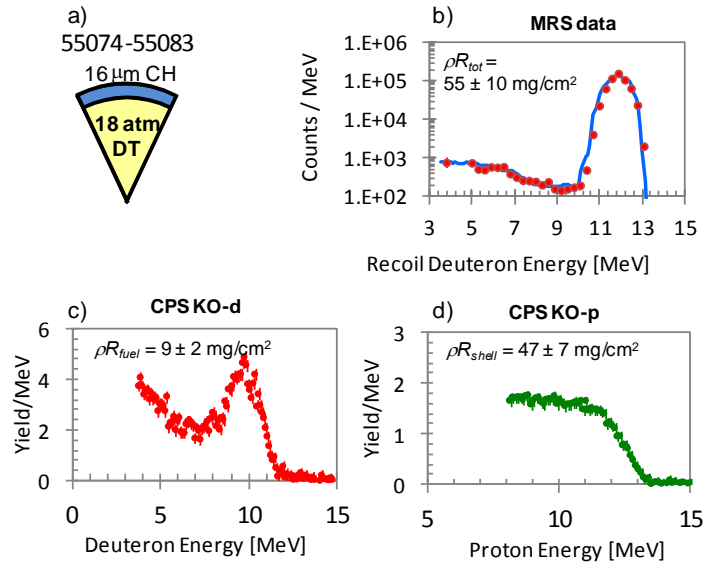 a)
55074-55083
16 μm CH
18 atm
DT
b)
MRS data
ρR_tot =
55 ± 10 mg/cm²
Counts / MeV
1.E+06
1.E+05
1.E+04
1.E+03
1.E+02
3 5 7 9 11 13 15
Recoil Deuteron Energy [MeV]
c)
CPS KO-d
ρR_fuel = 9 ± 2 mg/cm²
Yield/MeV
6
4
2
0
0 5 10 15
Deuteron Energy [MeV]
d)
CPS KO-p
ρR_shell = 47 ± 7 mg/cm²
Yield/MeV
3
2
1
0
5 10 15
Proton Energy [MeV]